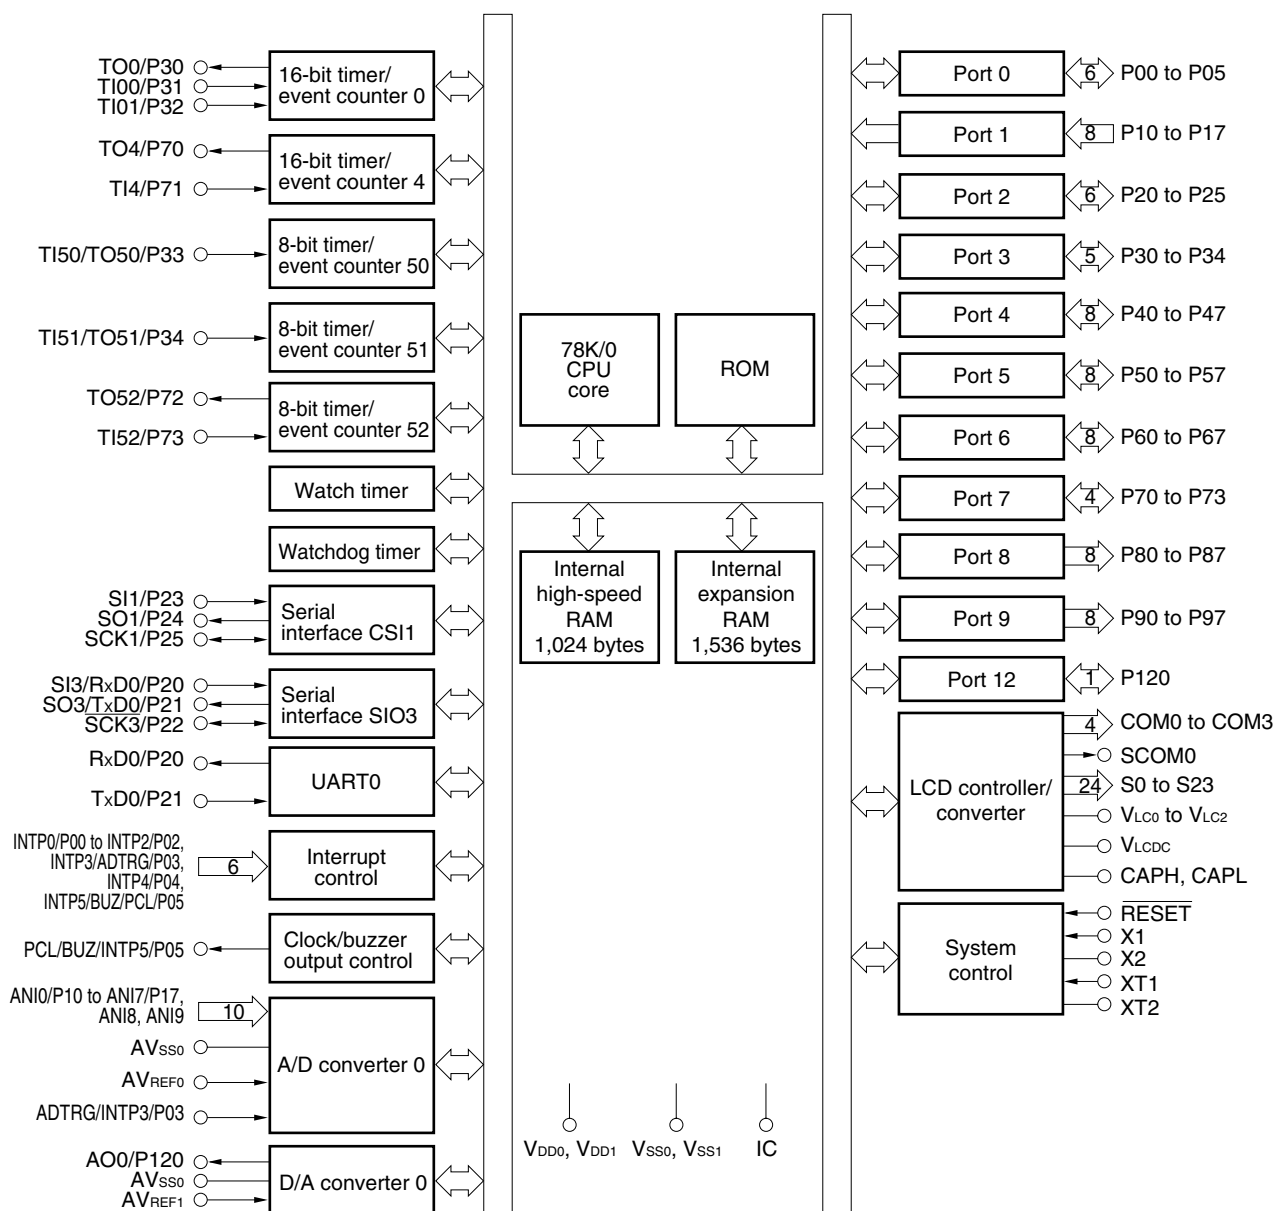 TO0/P30
TI00/P31
TI01/P32
16-bit timer/
event counter 0
TO4/P70
TI4/P71
16-bit timer/
event counter 4
TI50/TO50/P33
8-bit timer/
event counter 50
TI51/TO51/P34
8-bit timer/
event counter 51
TO52/P72
TI52/P73
8-bit timer/
event counter 52
Watch timer
Watchdog timer
SI1/P23
SO1/P24
SCK1/P25
Serial
interface CSI1
SI3/RxD0/P20
SO3/TxD0/P21
SCK3/P22
Serial
interface SIO3
RxD0/P20
TxD0/P21
UART0
INTP0/P00 to INTP2/P02,
INTP3/ADTRG/P03,
INTP4/P04,
INTP5/BUZ/PCL/P05
6
Interrupt
control
PCL/BUZ/INTP5/P05
Clock/buzzer
output control
ANI0/P10 to ANI7/P17,
ANI8, ANI9
10
AVSS0
AVREF0
ADTRG/INTP3/P03
A/D converter 0
AO0/P120
AVSS0
AVREF1
D/A converter 0
78K/0
CPU
core
ROM
Internal
high-speed
RAM
1,024 bytes
Internal
expansion
RAM
1,536 bytes
VDD0, VDD1
VSS0, VSS1
IC
Port 0
6
P00 to P05
Port 1
8
P10 to P17
Port 2
6
P20 to P25
Port 3
5
P30 to P34
Port 4
8
P40 to P47
Port 5
8
P50 to P57
Port 6
8
P60 to P67
Port 7
4
P70 to P73
Port 8
8
P80 to P87
Port 9
8
P90 to P97
Port 12
1
P120
LCD controller/
converter
4
COM0 to COM3
SCOM0
24
S0 to S23
VLC0 to VLC2
VLCDC
CAPH, CAPL
System
control
RESET
X1
X2
XT1
XT2